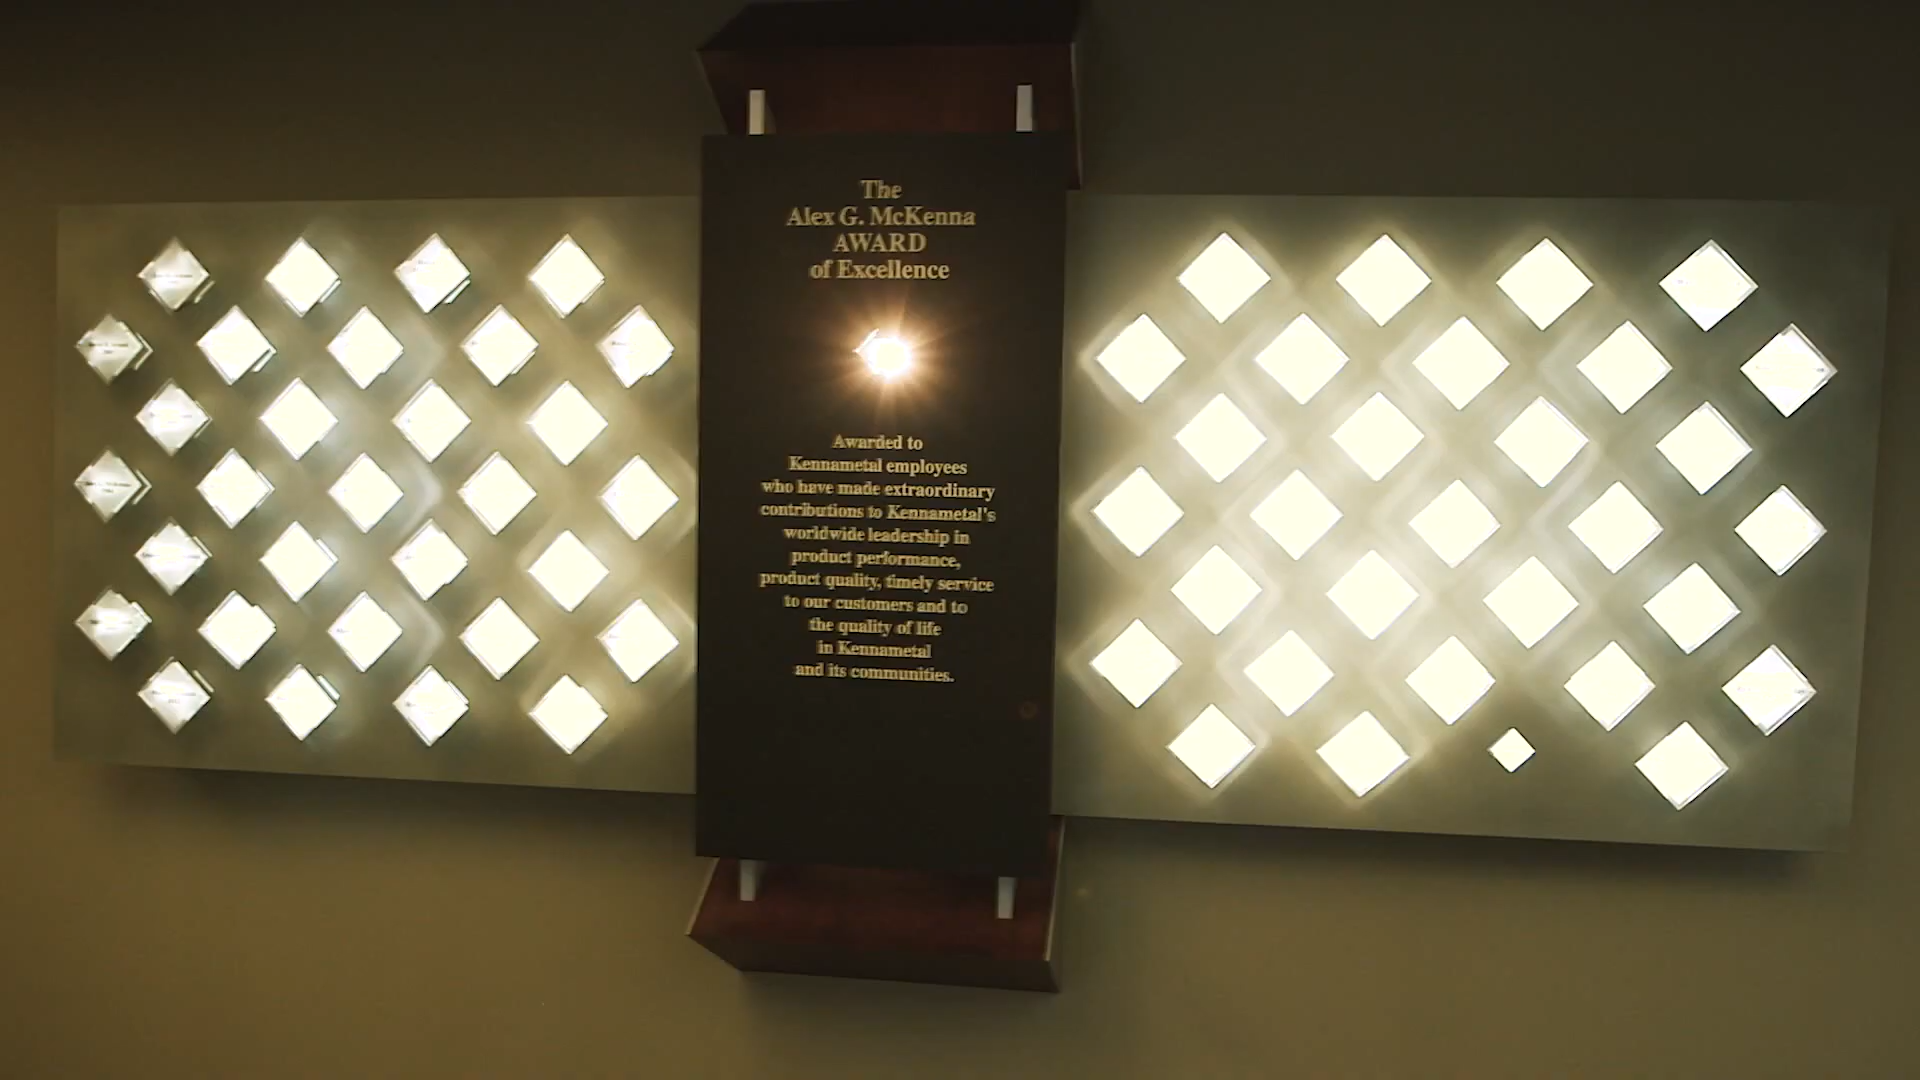 The
Alex G. McKenna
AWARD
of Excellence
Awarded to
Kennametal employees
who have made extraordinary
contributions to Kennametal's
worldwide leadership in
product performance,
product quality, timely service
to our customers and to
the quality of life
in Kennametal
and its communities.